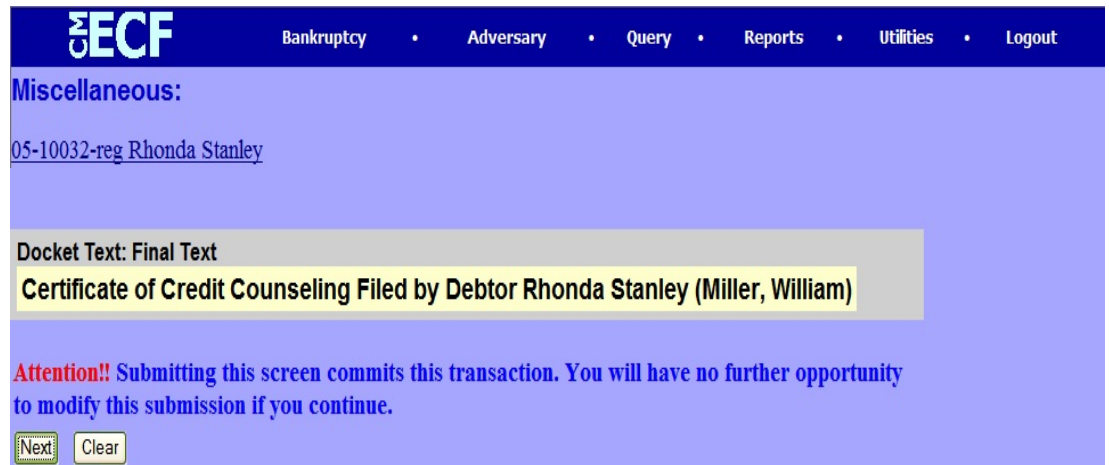 CM ECF Bankruptcy • Adversary • Query • Reports • Utilities • Logout
Miscellaneous:
05-10032-reg Rhonda Stanley
Docket Text: Final Text
Certificate of Credit Counseling Filed by Debtor Rhonda Stanley (Miller, William)
Attention!! Submitting this screen commits this transaction. You will have no further opportunity
to modify this submission if you continue.
Next Clear